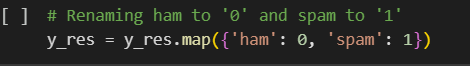 [ ] # Renaming ham to '0' and spam to '1'
y_res = y_res.map({'ham': 0, 'spam': 1})